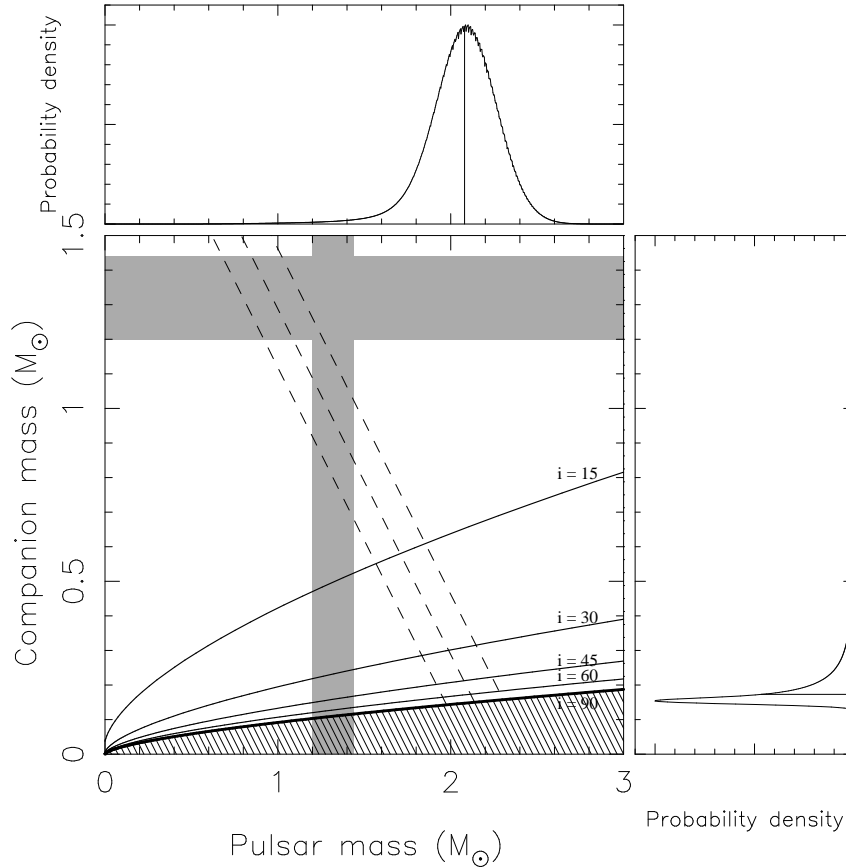 Probability density
1.5
1
0.5
0
Companion mass (M⊙)
i = 15
i = 30
i = 45
i = 60
i = 90
0 1 2 3
Pulsar mass (M⊙)
Probability density